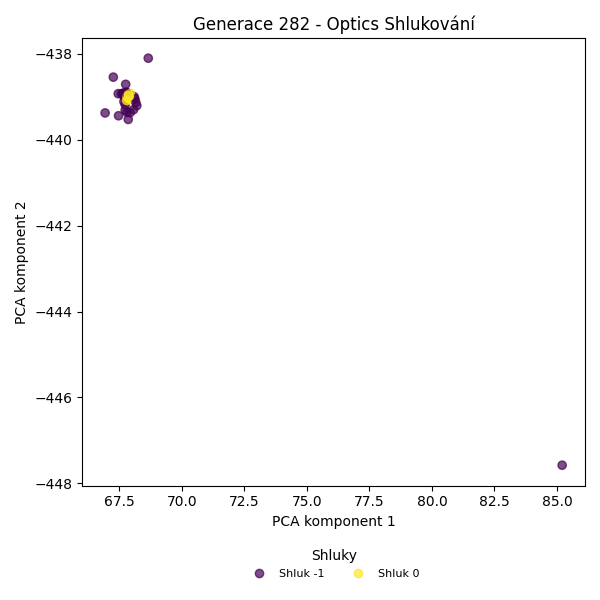 Generace 282 - Optics Shlukování
−438
−440
−442
−444
−446
−448
PCA komponent 2
67.5 70.0 72.5 75.0 77.5 80.0 82.5 85.0
PCA komponent 1
Shluky
Shluk -1 Shluk 0